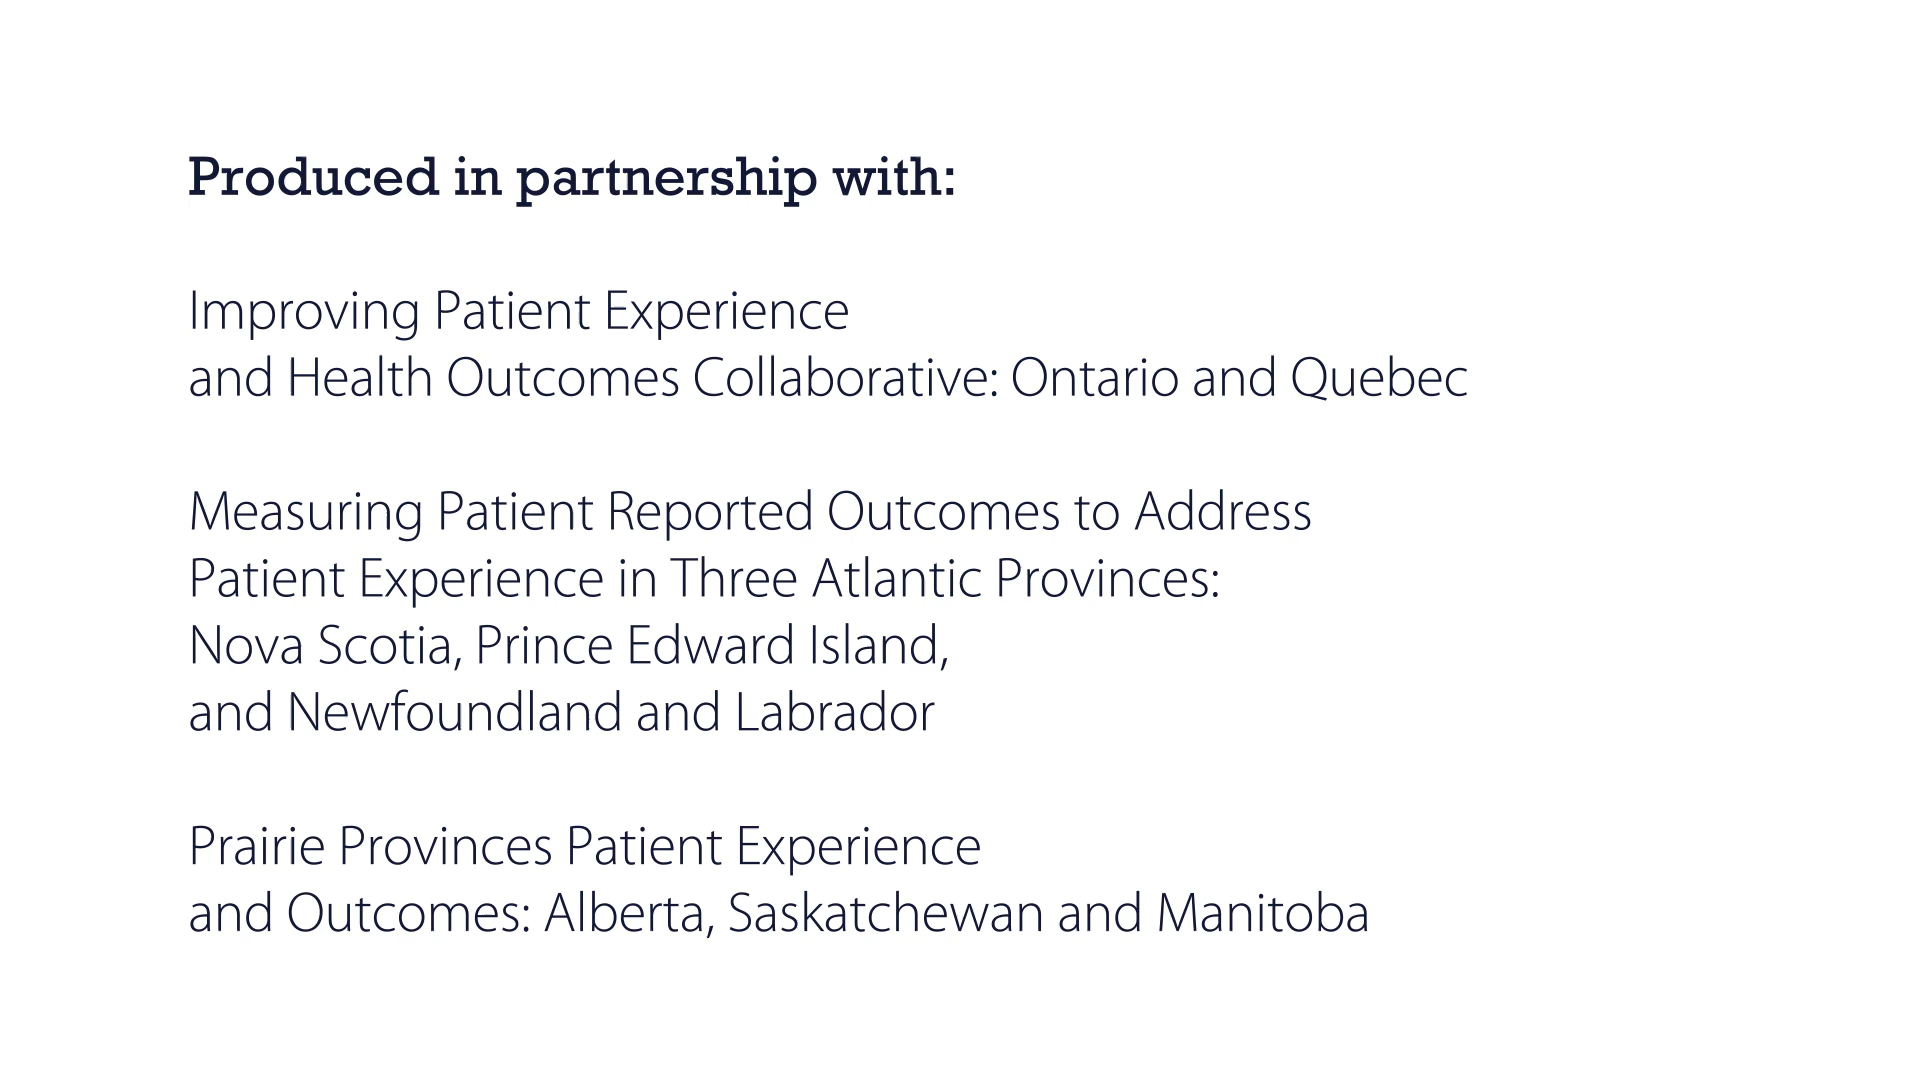 Produced in partnership with:
Improving Patient Experience
and Health Outcomes Collaborative: Ontario and Quebec
Measuring Patient Reported Outcomes to Address
Patient Experience in Three Atlantic Provinces:
Nova Scotia, Prince Edward Island,
and Newfoundland and Labrador
Prairie Provinces Patient Experience
and Outcomes: Alberta, Saskatchewan and Manitoba